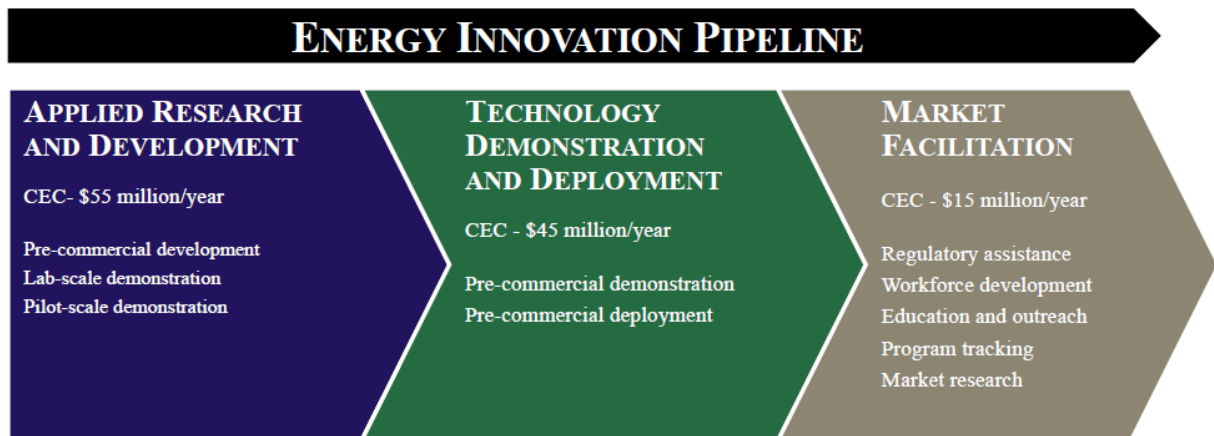 ENERGY INNOVATION PIPELINE
APPLIED RESEARCH
AND DEVELOPMENT
CEC- $55 million/year
Pre-commercial development
Lab-scale demonstration
Pilot-scale demonstration
TECHNOLOGY
DEMONSTRATION
AND DEPLOYMENT
CEC - $45 million/year
Pre-commercial demonstration
Pre-commercial deployment
MARKET
FACILITATION
CEC - $15 million/year
Regulatory assistance
Workforce development
Education and outreach
Program tracking
Market research